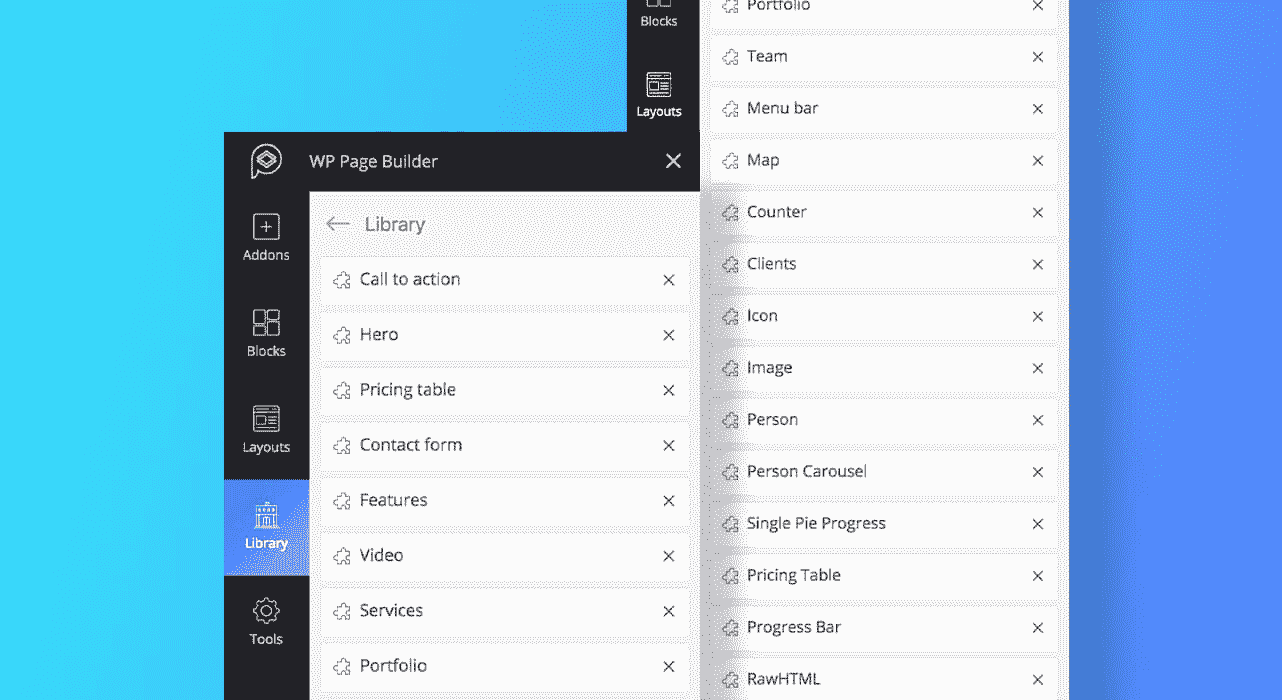 WP Page Builder
Addons
Blocks
Layouts
Library
Tools
Library
Call to action
Hero
Pricing table
Contact form
Features
Video
Services
Portfolio
Blocks
Layouts
Portfolio
Team
Menu bar
Map
Counter
Clients
Icon
Image
Person
Person Carousel
Single Pie Progress
Pricing Table
Progress Bar
RawHTML